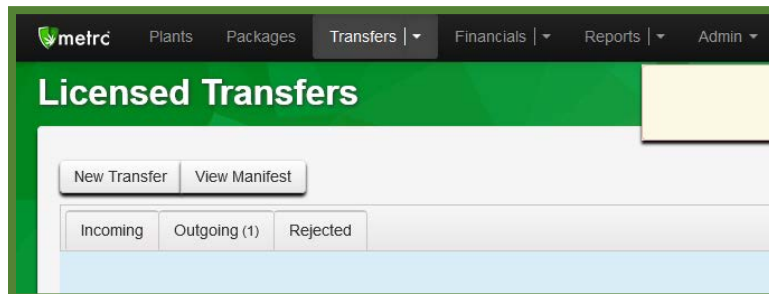 metrc Plants Packages Transfers | Financials | Reports | Admin
Licensed Transfers
New Transfer View Manifest
Incoming Outgoing (1) Rejected